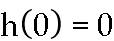 h(0) = 0